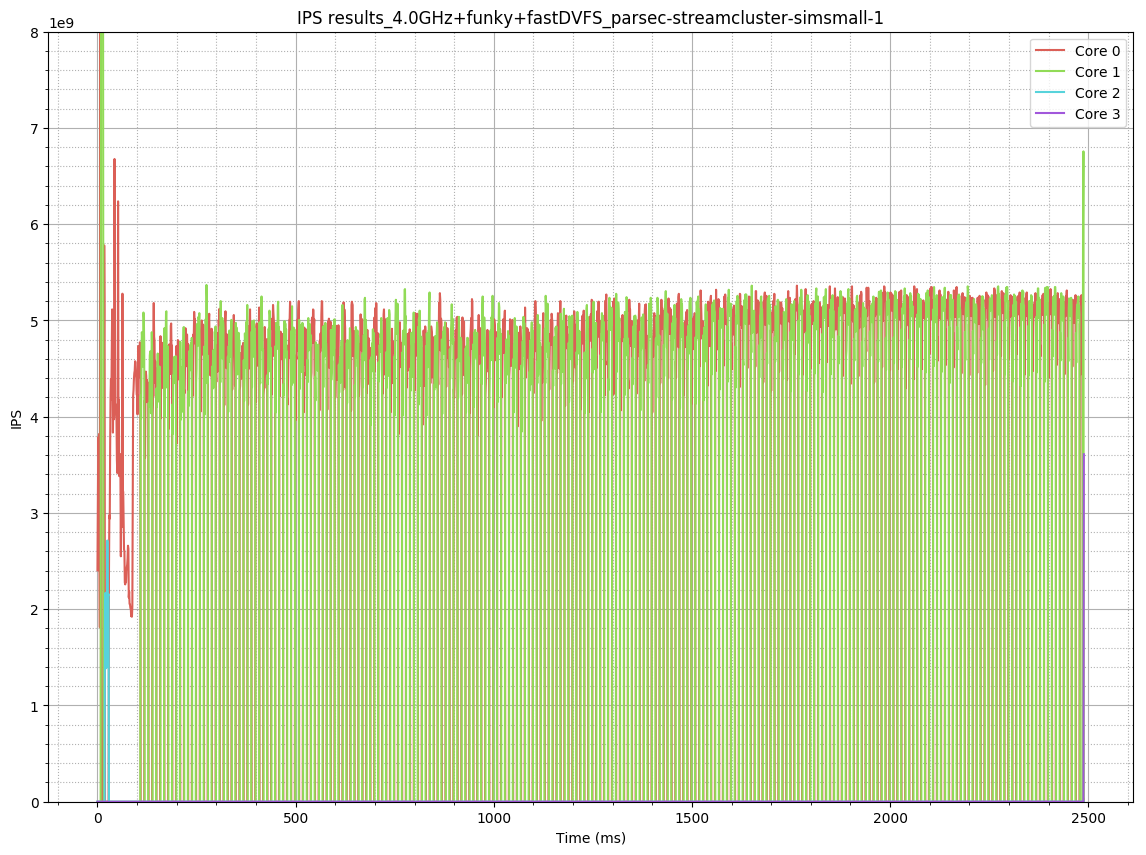 IPS results_4.0GHz+funky+fastDVFS_parsec-streamcluster-simsmall-1
1e9
8
7
6
5
4
3
2
1
0
IPS
Core 0
Core 1
Core 2
Core 3
0 500 1000 1500 2000 2500
Time (ms)